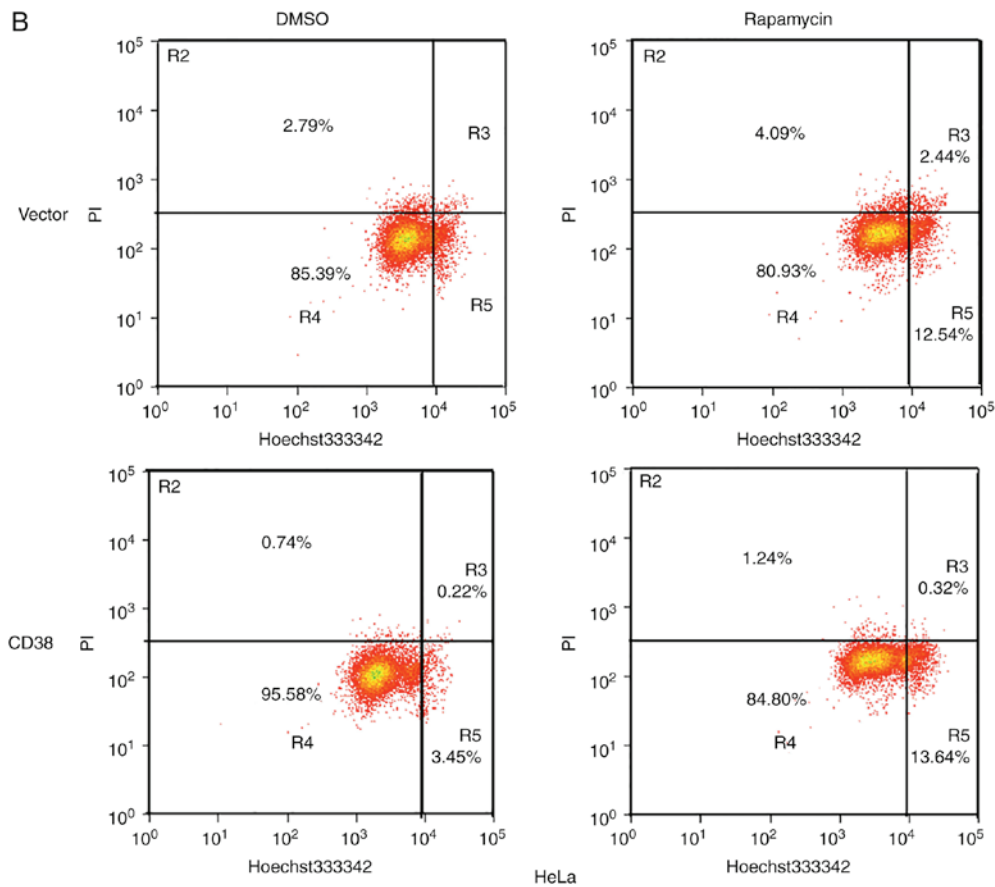 B
DMSO
Rapamycin
Vector
PI
10^5
10^4
10^3
10^2
10^1
10^0
R2
2.79%
R3
85.39%
R4
R5
10^0 10^1 10^2 10^3 10^4 10^5
Hoechst333342
PI
10^5
10^4
10^3
10^2
10^1
10^0
R2
4.09%
R3
2.44%
80.93%
R4
R5
12.54%
10^0 10^1 10^2 10^3 10^4 10^5
Hoechst333342
CD38
PI
10^5
10^4
10^3
10^2
10^1
10^0
R2
0.74%
R3
0.22%
95.58%
R4
R5
3.45%
10^0 10^1 10^2 10^3 10^4 10^5
Hoechst333342
PI
10^5
10^4
10^3
10^2
10^1
10^0
R2
1.24%
R3
0.32%
84.80%
R4
R5
13.64%
10^0 10^1 10^2 10^3 10^4 10^5
Hoechst333342
HeLa